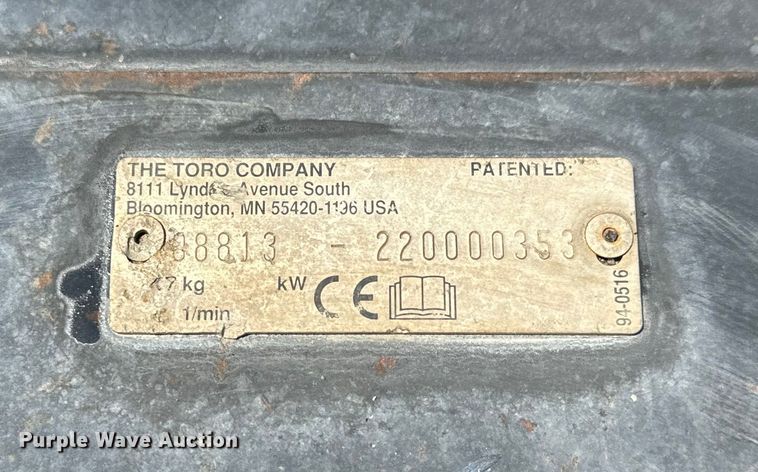 THE TORO COMPANY PATENTED:
8111 Avenue South
Bloomington, MN 55420-1196 USA
- 220000353
kg kW CE
1/min
94-0516
Purple Wave Auction